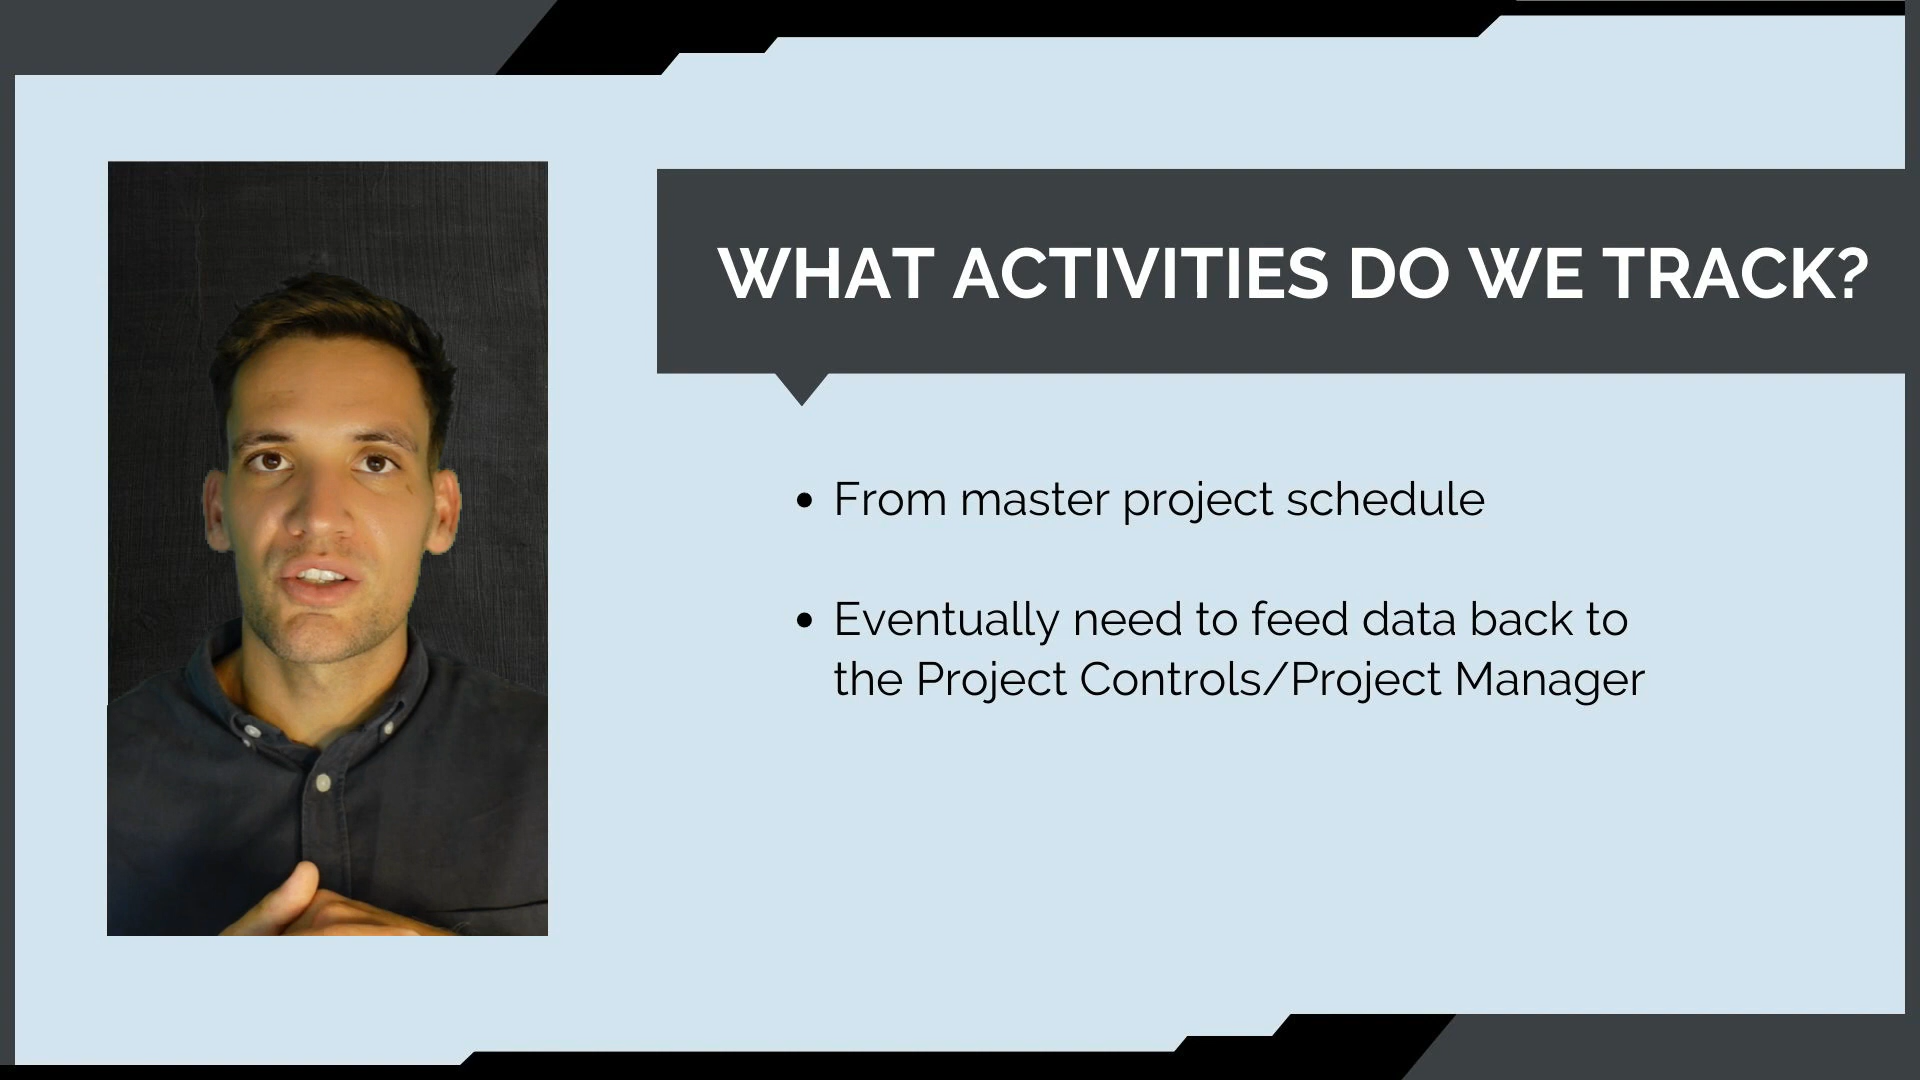 WHAT ACTIVITIES DO WE TRACK?
• From master project schedule
• Eventually need to feed data back to
the Project Controls/Project Manager